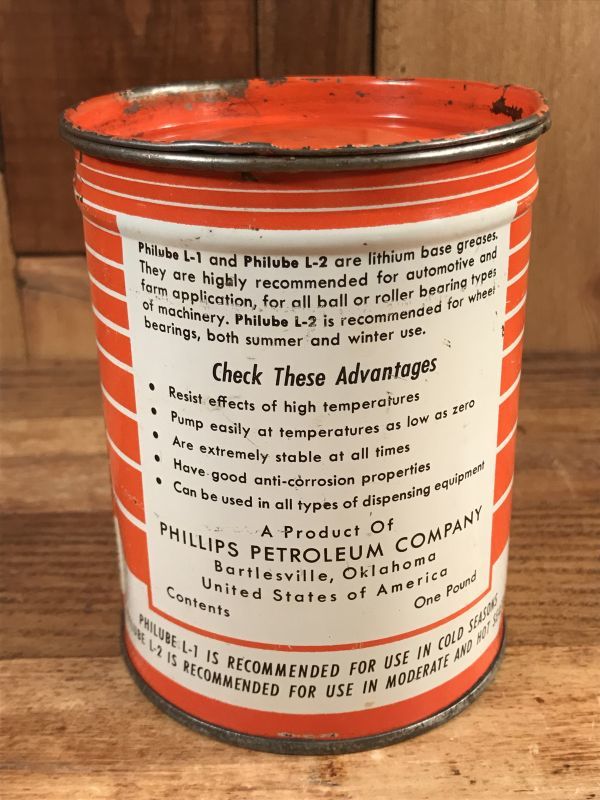 Philube L-1 and Philube L-2 are lithium base greases.
They are highly recommended for automotive and
farm application, for all ball or roller bearing types
of machinery. Philube L-2 is recommended for wheel
bearings, both summer and winter use.
Check These Advantages
• Resist effects of high temperatures
• Pump easily at temperatures as low as zero
• Are extremely stable at all times
• Have good anti-corrosion properties
• Can be used in all types of dispensing equipment
A Product Of
PHILLIPS PETROLEUM COMPANY
Bartlesville, Oklahoma
United States of America
Contents One Pound
PHILUBE L-1 IS RECOMMENDED FOR USE IN COLD SEASONS
L-2 IS RECOMMENDED FOR USE IN MODERATE AND HOT